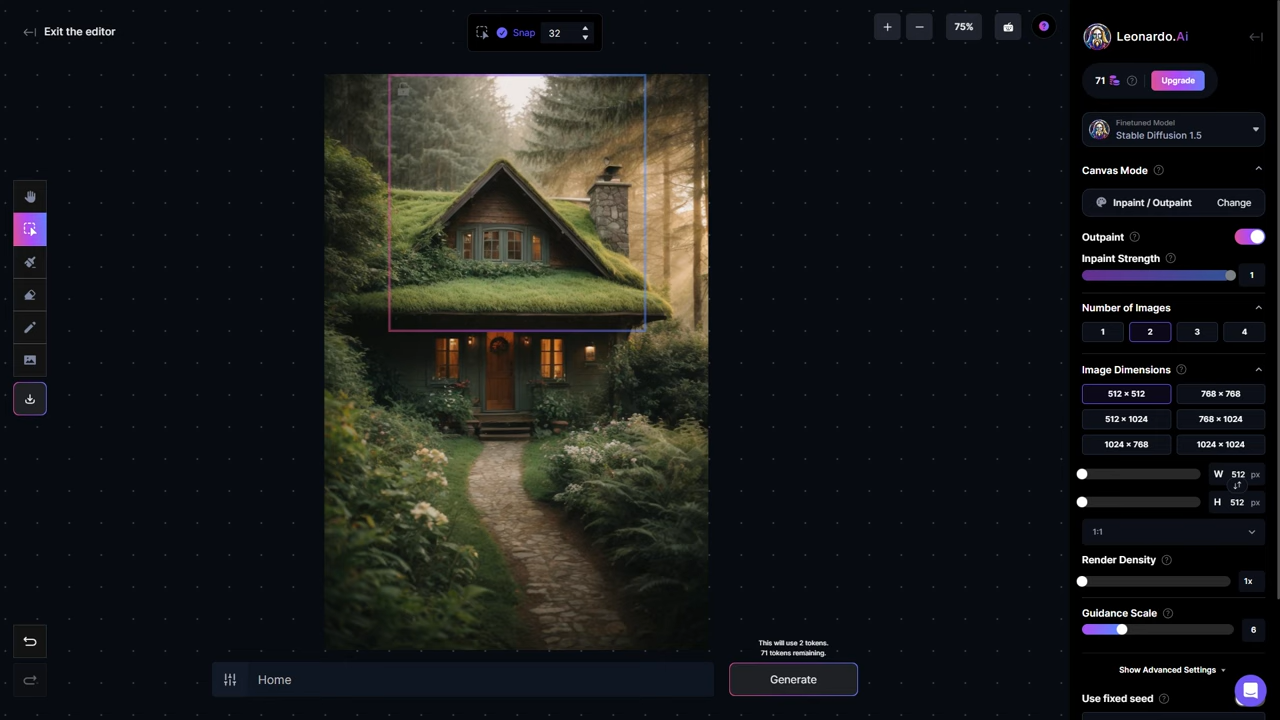 Exit the editor
Snap
32
75%
Leonardo.Ai
71
Upgrade
Finetuned Model
Stable Diffusion 1.5
Canvas Mode
Inpaint / Outpaint
Change
Outpaint
Inpaint Strength
1
Number of Images
1
2
3
4
Image Dimensions
512 × 512
768 × 768
512 × 1024
768 × 1024
1024 × 768
1024 × 1024
W 512 px
H 512 px
1:1
Render Density
1x
Guidance Scale
6
Show Advanced Settings
Use fixed seed
This will use 2 tokens.
71 tokens remaining.
Home
Generate